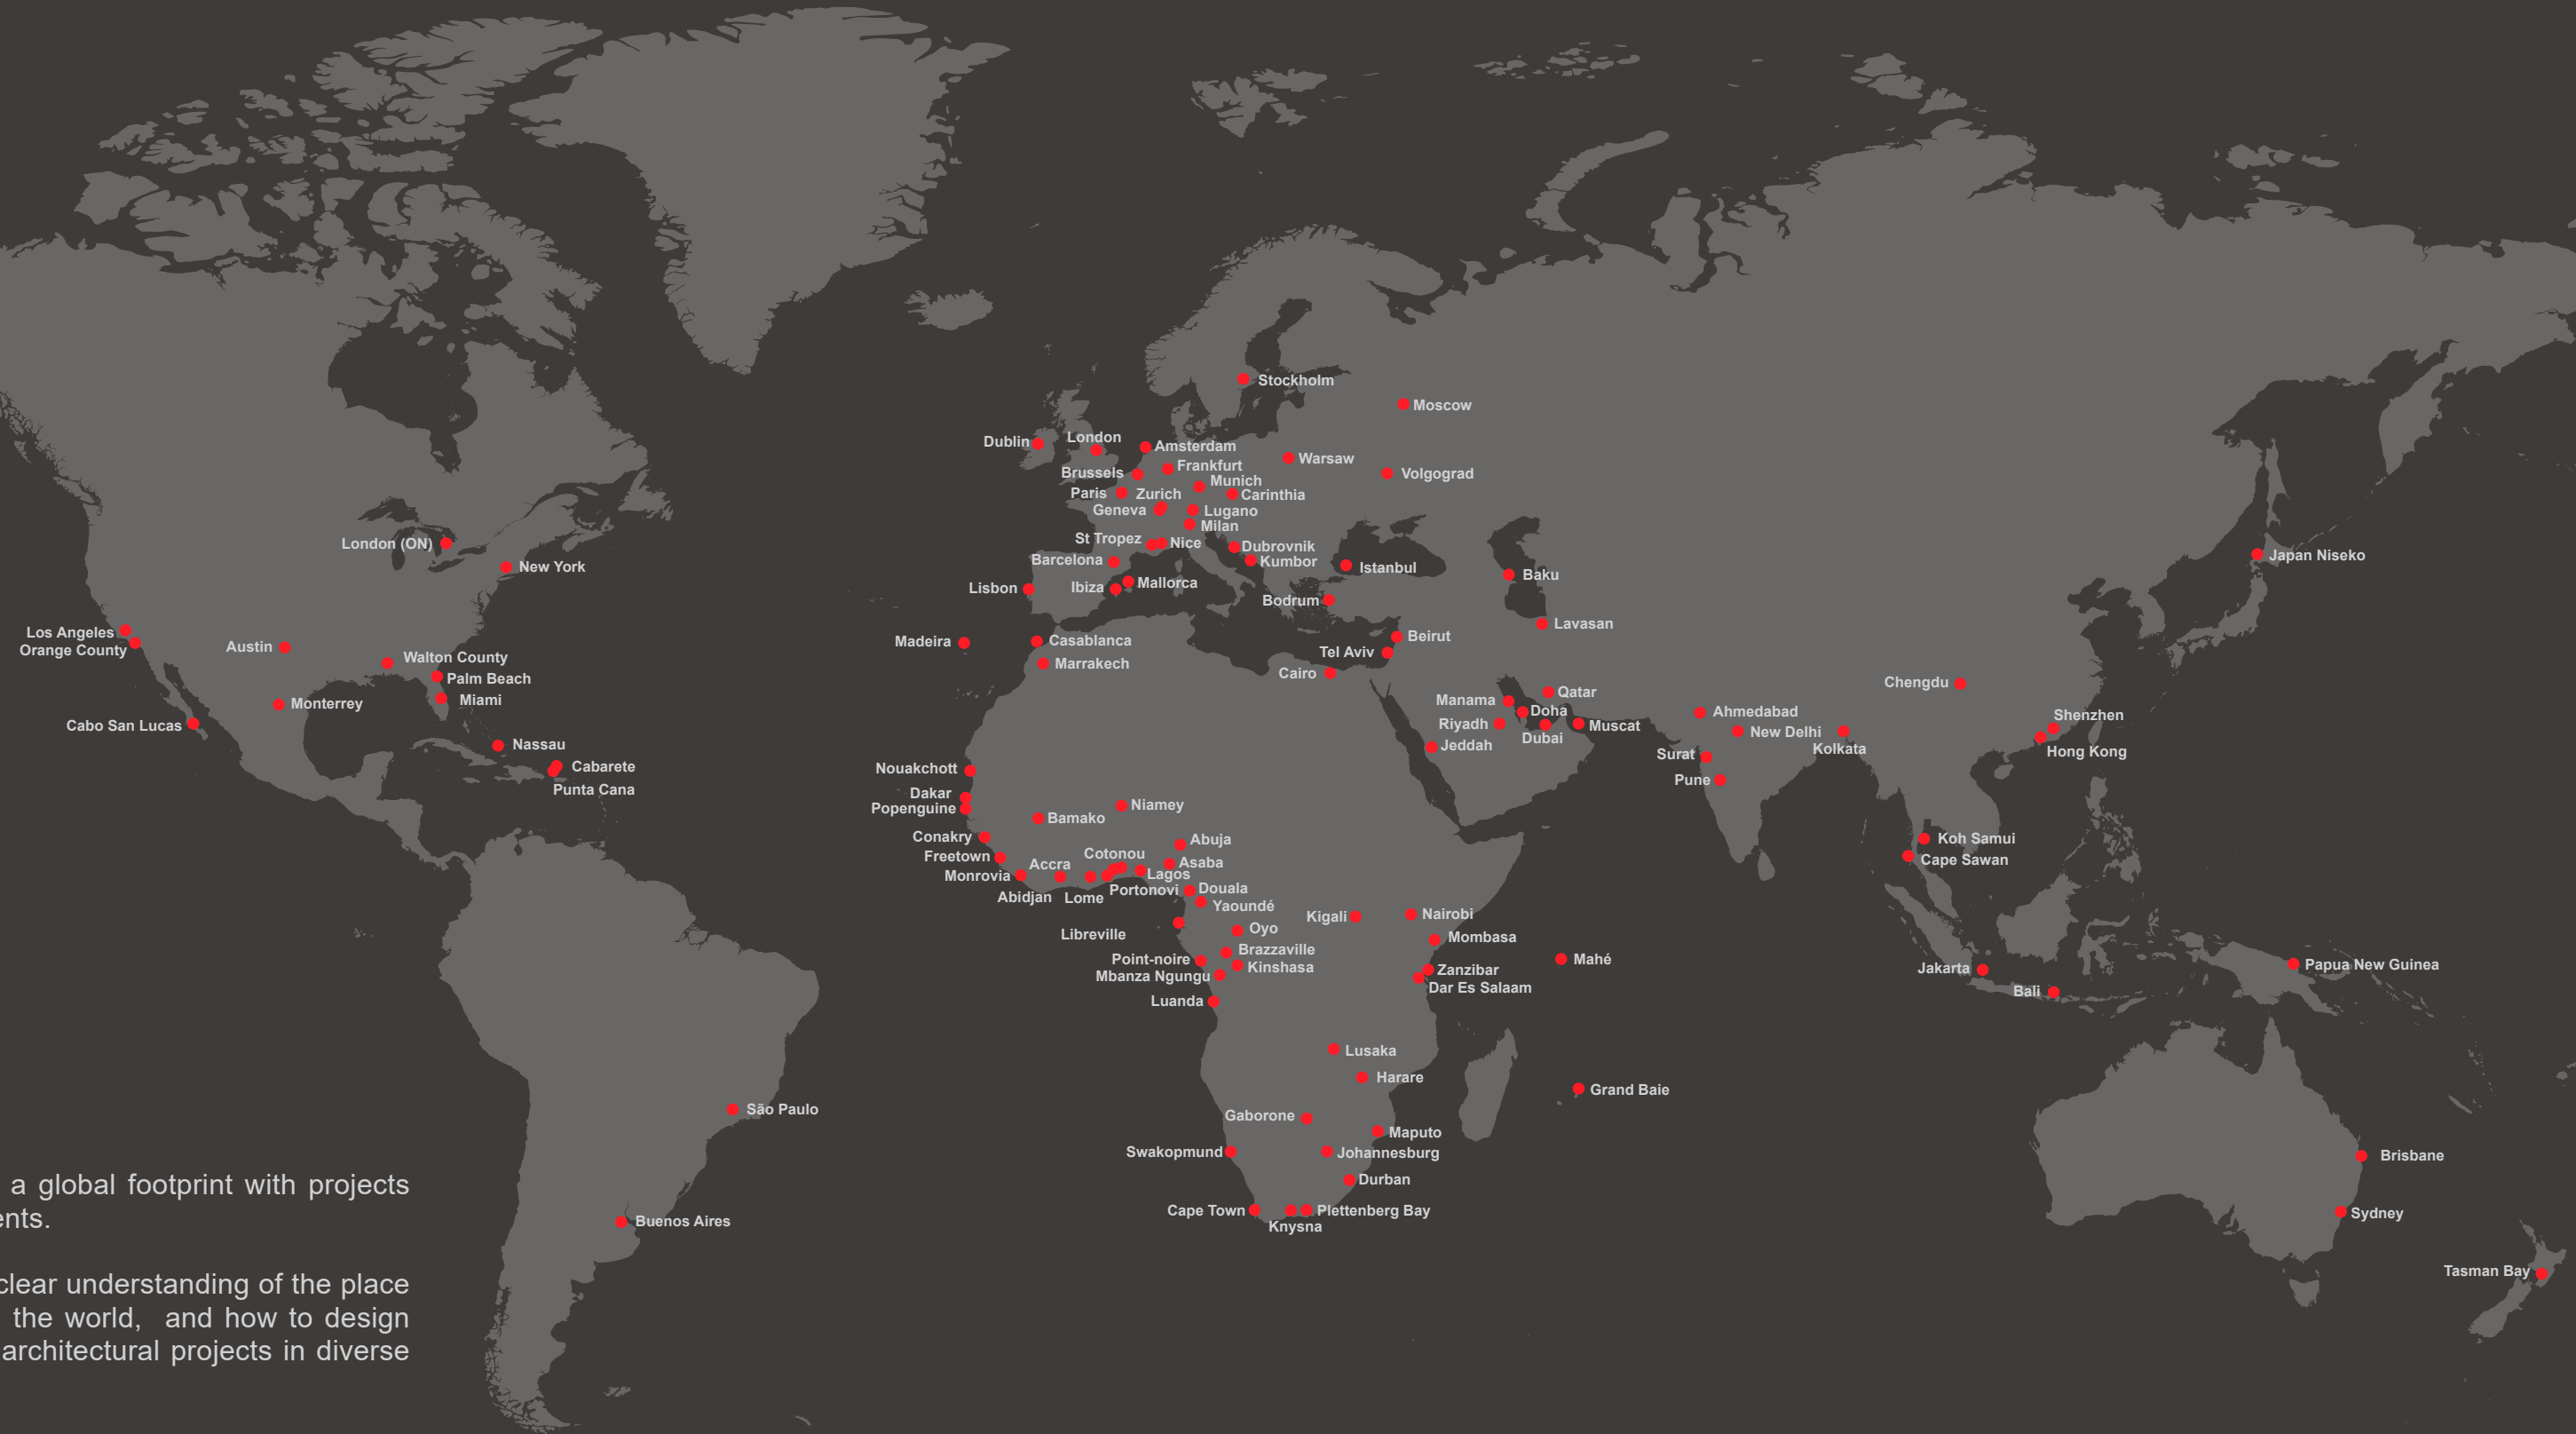 Stockholm
Moscow
Dublin
London
Amsterdam
Warsaw
Brussels
Frankfurt
Volgograd
Munich
Paris
Zurich
Carinthia
Geneva
Lugano
Milan
St Tropez
Nice
Dubrovnik
Barcelona
Kumbor
Istanbul
Baku
Lisbon
Ibiza
Mallorca
Bodrum
Lavasan
London (ON)
New York
Japan Niseko
Los Angeles
Orange County
Austin
Walton County
Palm Beach
Miami
Monterrey
Cabo San Lucas
Nassau
Cabarete
Punta Cana
Madeira
Casablanca
Marrakech
Beirut
Tel Aviv
Cairo
Qatar
Manama
Doha
Riyadh
Dubai
Muscat
Jeddah
Ahmedabad
New Delhi
Kolkata
Surat
Pune
Chengdu
Shenzhen
Hong Kong
Nouakchott
Dakar
Popenguine
Niamey
Bamako
Conakry
Abuja
Freetown
Accra
Cotonou
Asaba
Monrovia
Lagos
Abidjan
Lome
Portonovi
Douala
Yaoundé
Libreville
Oyo
Kigali
Nairobi
Mombasa
Brazzaville
Point-noire
Kinshasa
Mbanza Ngungu
Zanzibar
Dar Es Salaam
Mahé
Luanda
Koh Samui
Cape Sawan
Jakarta
Bali
Papua New Guinea
Lusaka
Harare
Grand Baie
Gaborone
Maputo
Swakopmund
Johannesburg
Durban
Cape Town
Knysna
Plettenberg Bay
São Paulo
Buenos Aires
Brisbane
Sydney
Tasman Bay
a global footprint with projects
ents.
clear understanding of the place
the world, and how to design
architectural projects in diverse